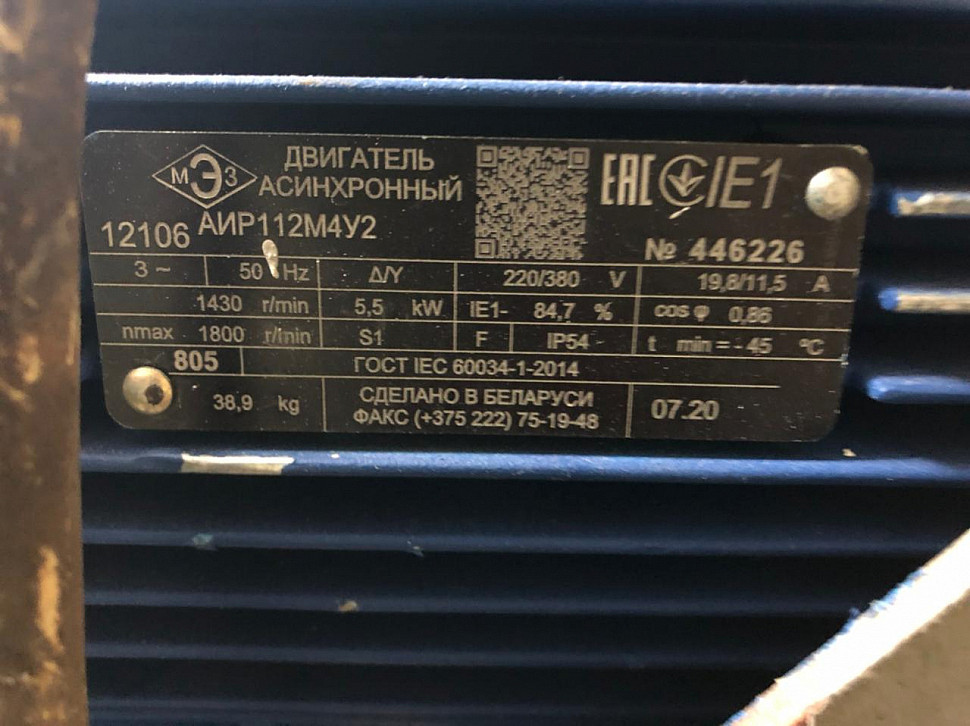 МЭЗ
ДВИГАТЕЛЬ
АСИНХРОННЫЙ
EAC IE1
12106 АИР112М4У2
№ 446226
3 ~ 50 Hz Δ/Y 220/380 V 19,8/11,5 A
1430 r/min 5,5 kW IE1- 84,7 % cos φ 0,86
nmax 1800 r/min S1 F IP54 t min = - 45 ºC
805 ГОСТ IEC 60034-1-2014
38,9 kg
СДЕЛАНО В БЕЛАРУСИ
ФАКС (+375 222) 75-19-48
07.20